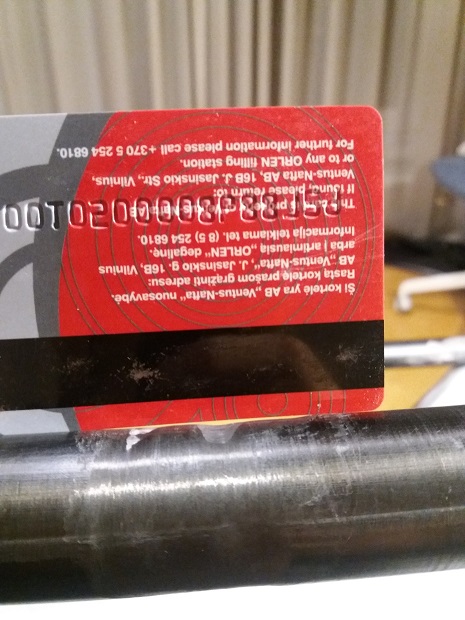 Ši kortelė yra AB „Ventus-Nafta“ nuosavybė.
Rastą kortelę prašom grąžinti adresu:
AB „Ventus-Nafta“, J. Jasinskio g. 16B, Vilnius
arba artimiausią „ORLEN“ degalinę.
Informacija teikiama tel. (8) 5 254 6810.
If found, please return to:
Ventus-Nafta AB, 16B J. Jasinskio Str., Vilnius,
or to any ORLEN filling station.
For further information please call + 370 5 254 6810.